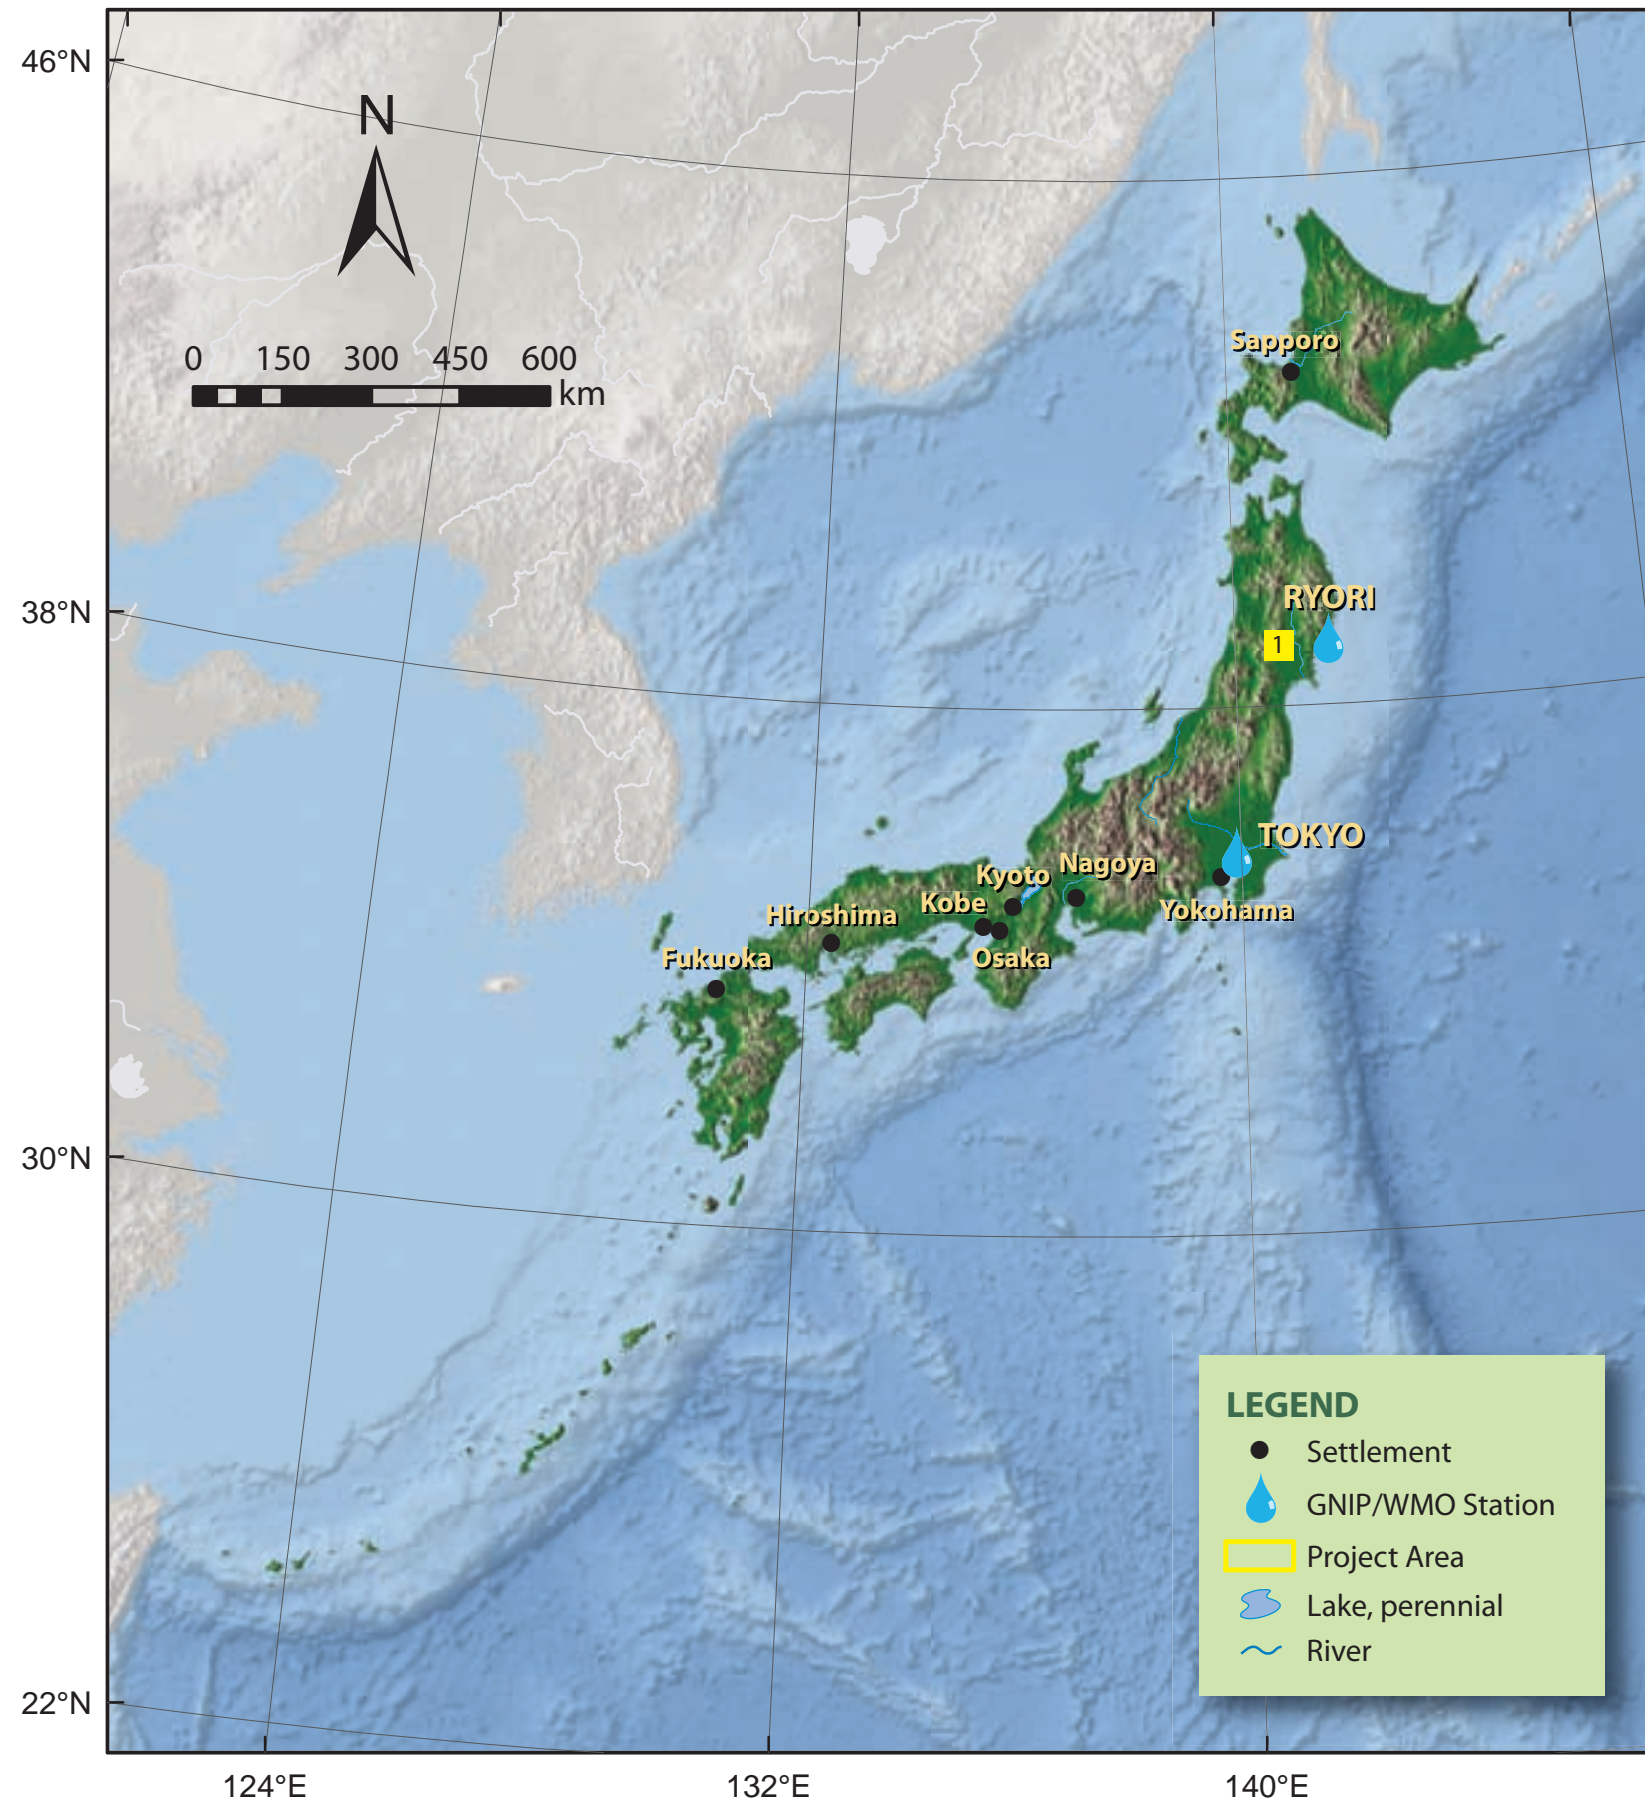 46°N
N
0 150 300 450 600
km
Sapporo
38°N
RYORI
1
TOKYO
Nagoya
Kyoto
Kobe
Yokohama
Hiroshima
Osaka
Fukuoka
30°N
LEGEND
Settlement
GNIP/WMO Station
Project Area
Lake, perennial
River
22°N
124°E 132°E 140°E